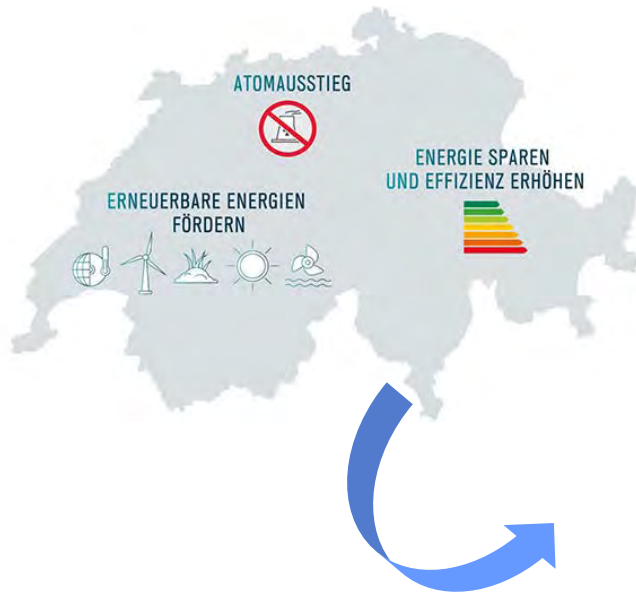 ATOMAUSSTIEG
ENERGIE SPAREN
UND EFFIZIENZ ERHÖHEN
ERNEUERBARE ENERGIEN
FÖRDERN